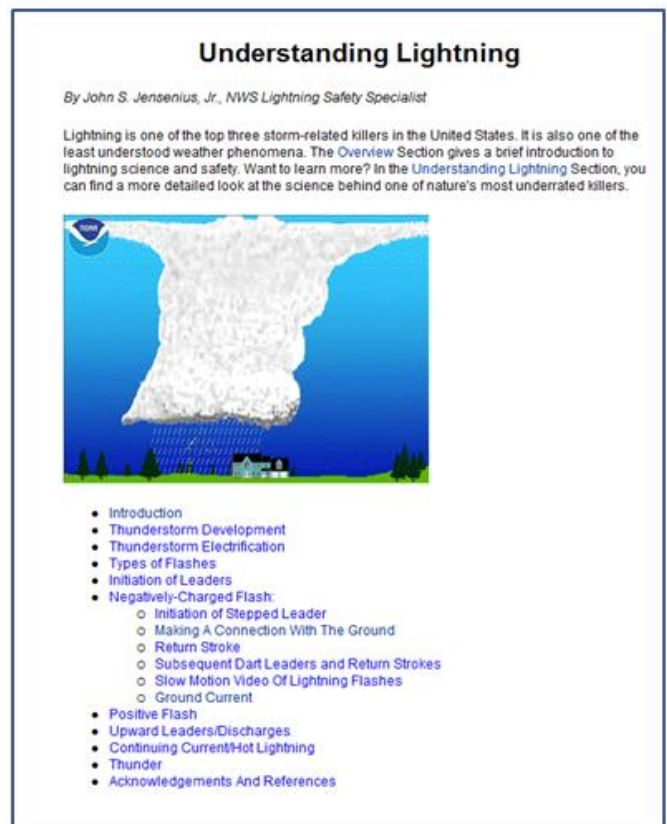 Understanding Lightning
By John S. Jensenius, Jr., NWS Lightning Safety Specialist
Lightning is one of the top three storm-related killers in the United States. It is also one of the
least understood weather phenomena. The Overview Section gives a brief introduction to
lightning science and safety. Want to learn more? In the Understanding Lightning Section, you
can find a more detailed look at the science behind one of nature's most underrated killers.
NOAA
• Introduction
• Thunderstorm Development
• Thunderstorm Electrification
• Types of Flashes
• Initiation of Leaders
• Negatively-Charged Flash:
o Initiation of Stepped Leader
o Making A Connection With The Ground
o Return Stroke
o Subsequent Dart Leaders and Return Strokes
o Slow Motion Video Of Lightning Flashes
o Ground Current
• Positive Flash
• Upward Leaders/Discharges
• Continuing Current/Hot Lightning
• Thunder
• Acknowledgements And References